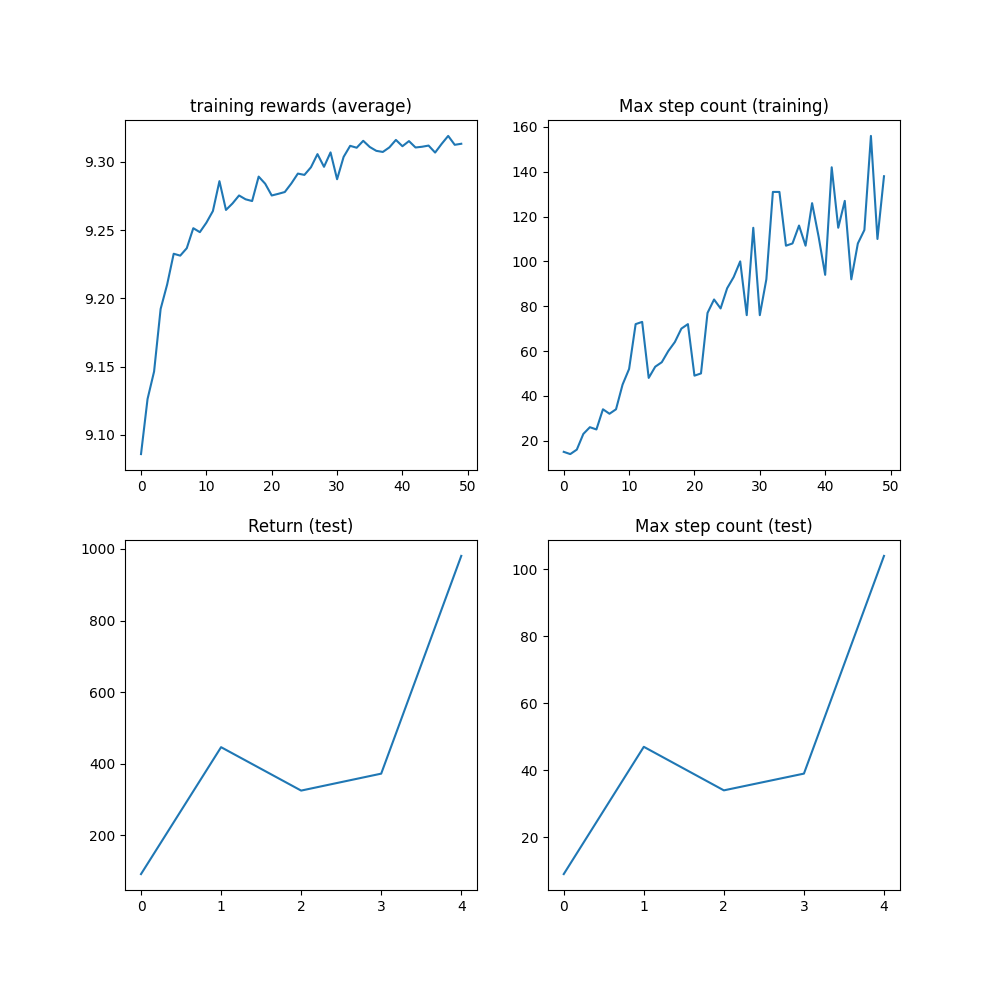 training rewards (average)
9.30
9.25
9.20
9.15
9.10
0 10 20 30 40 50
Max step count (training)
160
140
120
100
80
60
40
20
0 10 20 30 40 50
Return (test)
1000
800
600
400
200
0 1 2 3 4
Max step count (test)
100
80
60
40
20
0 1 2 3 4